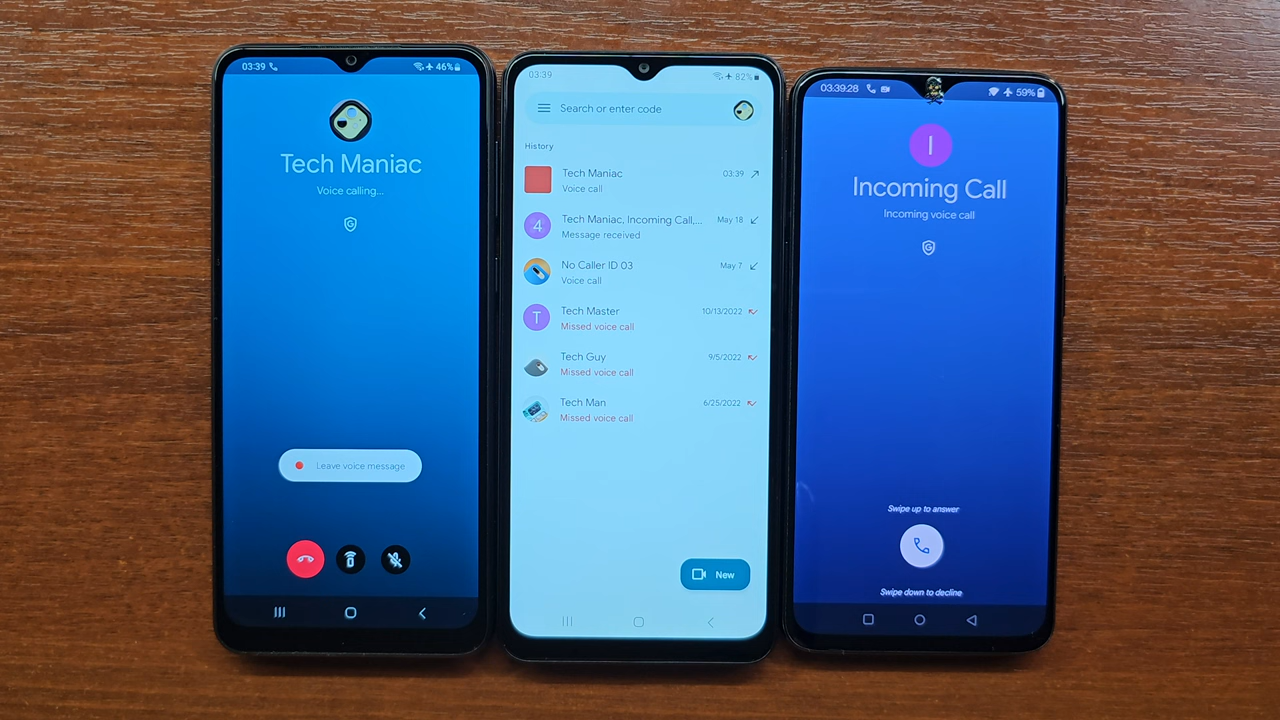 03:39
46%
Tech Maniac
Voice calling...
Leave voice message
03:39
82%
Search or enter code
History
Tech Maniac
03:39
Voice call
4
Tech Maniac, Incoming Call,...
May 18
Message received
No Caller ID 03
May 7
Voice call
T
Tech Master
10/13/2022
Missed voice call
Tech Guy
9/5/2022
Missed voice call
Tech Man
6/25/2022
Missed voice call
New
03:39:28
59%
I
Incoming Call
Incoming voice call
Swipe up to answer
Swipe down to decline